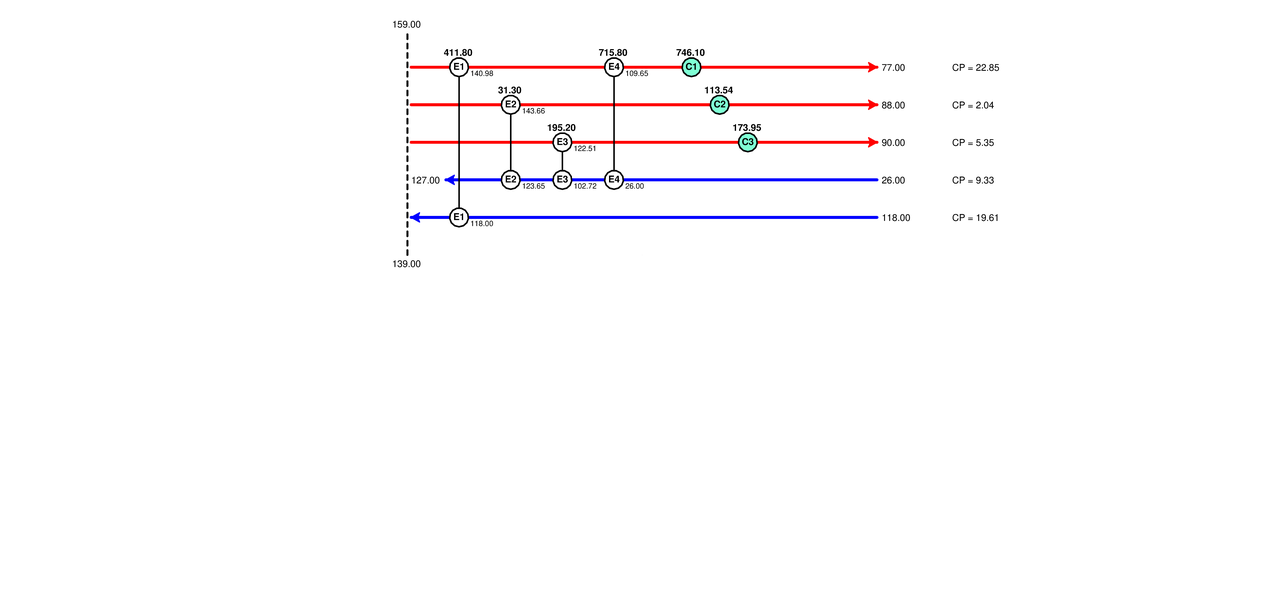 159.00
411.80 715.80 746.10
E1 E4 C1 77.00 CP = 22.85
140.98 109.65
31.30 113.54
E2 C2 88.00 CP = 2.04
143.66
195.20 173.95
E3 C3 90.00 CP = 5.35
122.51
127.00 E2 E3 E4 26.00 CP = 9.33
123.65 102.72 26.00
E1 118.00 CP = 19.61
118.00
139.00